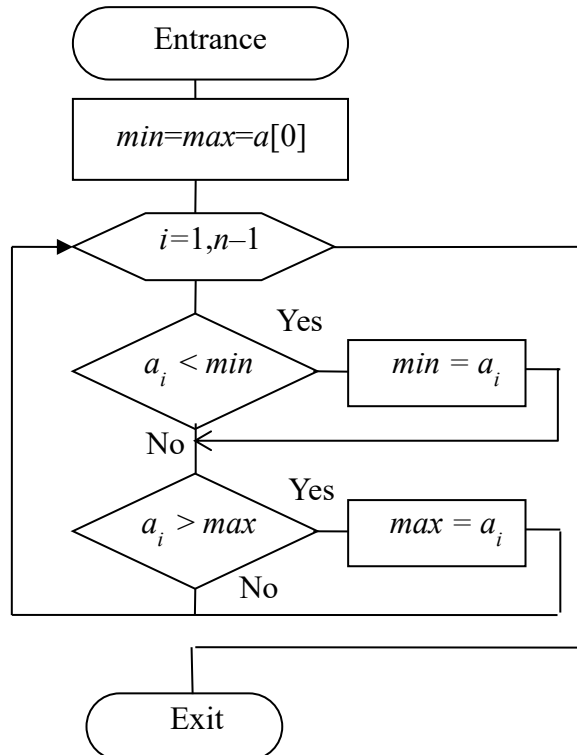 Entrance
min=max=a[0]
i=1,n–1
Yes
a_i < min
min = a_i
No
Yes
a_i > max
max = a_i
No
Exit